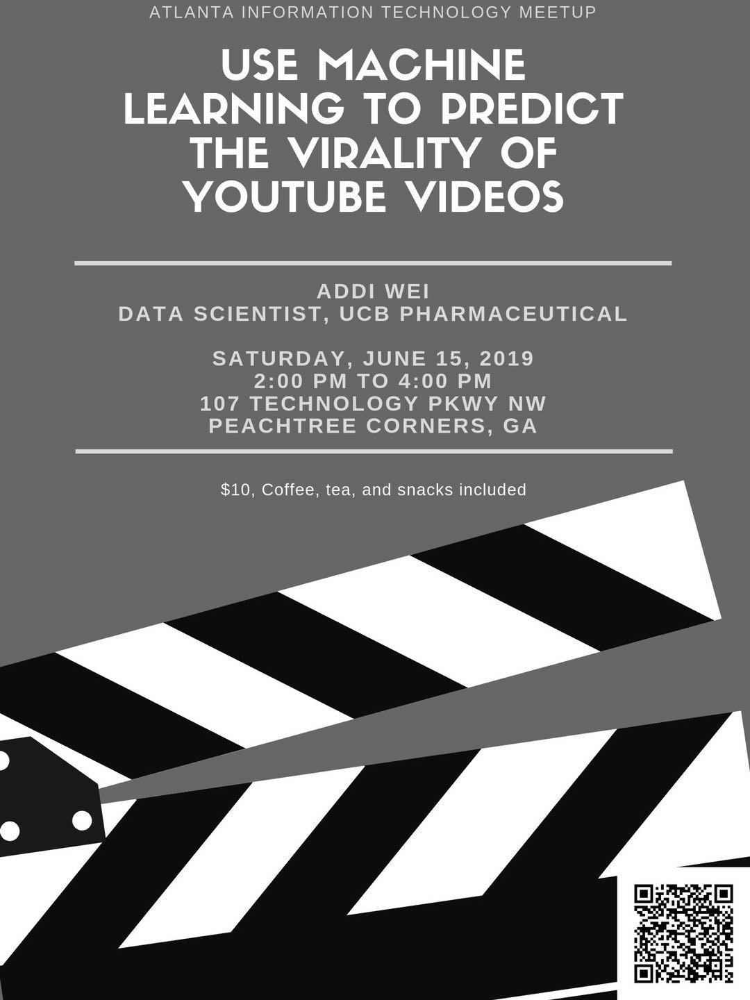 ATLANTA INFORMATION TECHNOLOGY MEETUP
USE MACHINE
LEARNING TO PREDICT
THE VIRALITY OF
YOUTUBE VIDEOS
ADDI WEI
DATA SCIENTIST, UCB PHARMACEUTICAL
SATURDAY, JUNE 15, 2019
2:00 PM TO 4:00 PM
107 TECHNOLOGY PKWY NW
PEACHTREE CORNERS, GA
$10, Coffee, tea, and snacks included